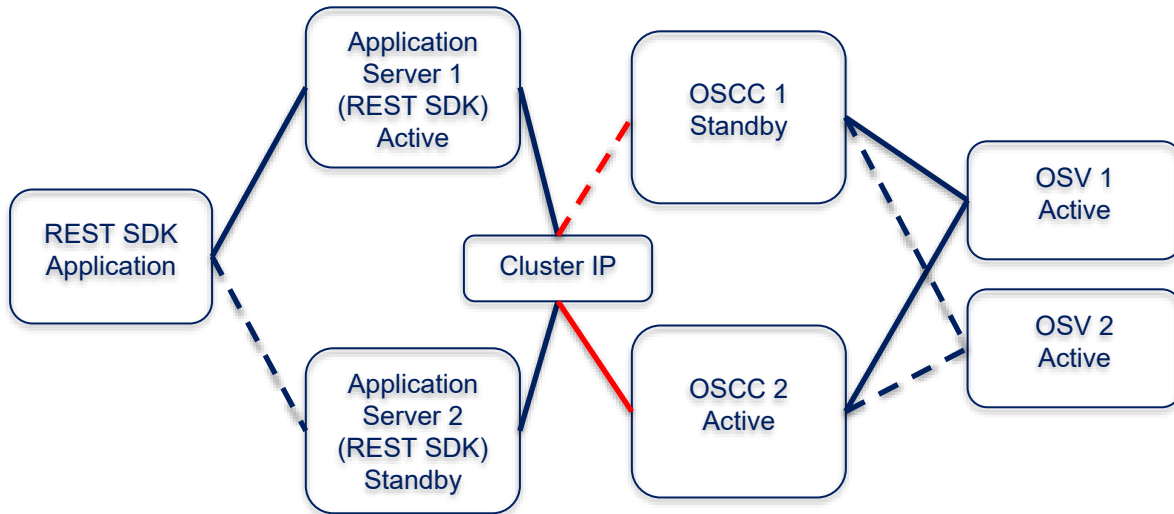 REST SDK
Application
Application
Server 1
(REST SDK)
Active
Application
Server 2
(REST SDK)
Standby
Cluster IP
OSCC 1
Standby
OSCC 2
Active
OSV 1
Active
OSV 2
Active